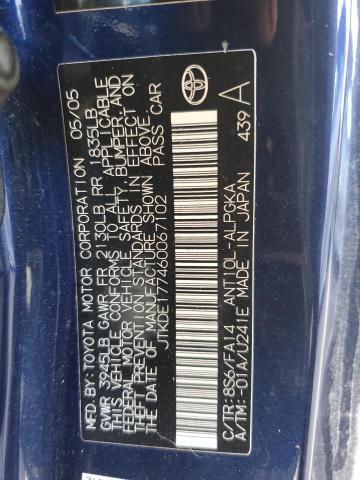 MFD.BY:TOYOTA MOTOR CORPORATION 05/05
GVWR 3945LB GAWR FR 2130LB RR 1835LB
THIS VEHICLE CONFORMS TO ALL APPLICABLE
FEDERAL MOTOR VEHICLE SAFETY, BUMPER, AND
THEFT PREVENTION STANDARDS IN EFFECT ON
THE DATE OF MANUFACTURE SHOWN ABOVE.
JTKDE177460067102 PASS CAR
C/TR:8S6/FA14 ANT10L-ALPGKA
A/TM:-01A/U241E MADE IN JAPAN 439 A